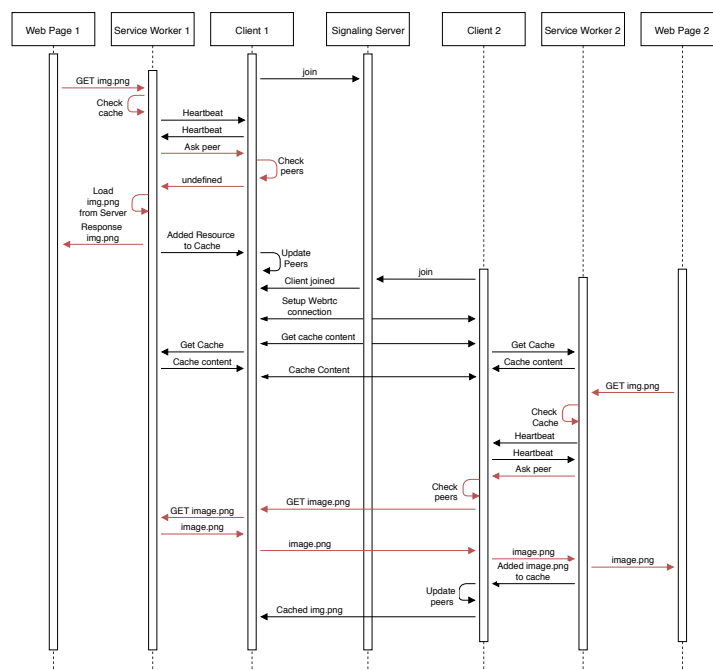 Web Page 1
Service Worker 1
Client 1
Signaling Server
Client 2
Service Worker 2
Web Page 2
join
GET img.png
Check
cache
Heartbeat
Heartbeat
Ask peer
Check
peers
undefined
Load
img.png
from Server
Response
img.png
Added Resource
to Cache
Update
Peers
join
Client joined
Setup Webrtc
connection
Get cache content
Get Cache
Get Cache
Cache content
Cache content
Cache Content
GET img.png
Check
Cache
Heartbeat
Heartbeat
Ask peer
Check
peers
GET image.png
GET image.png
image.png
image.png
image.png
image.png
Added image.png
to cache
Update
peers
Cached img.png